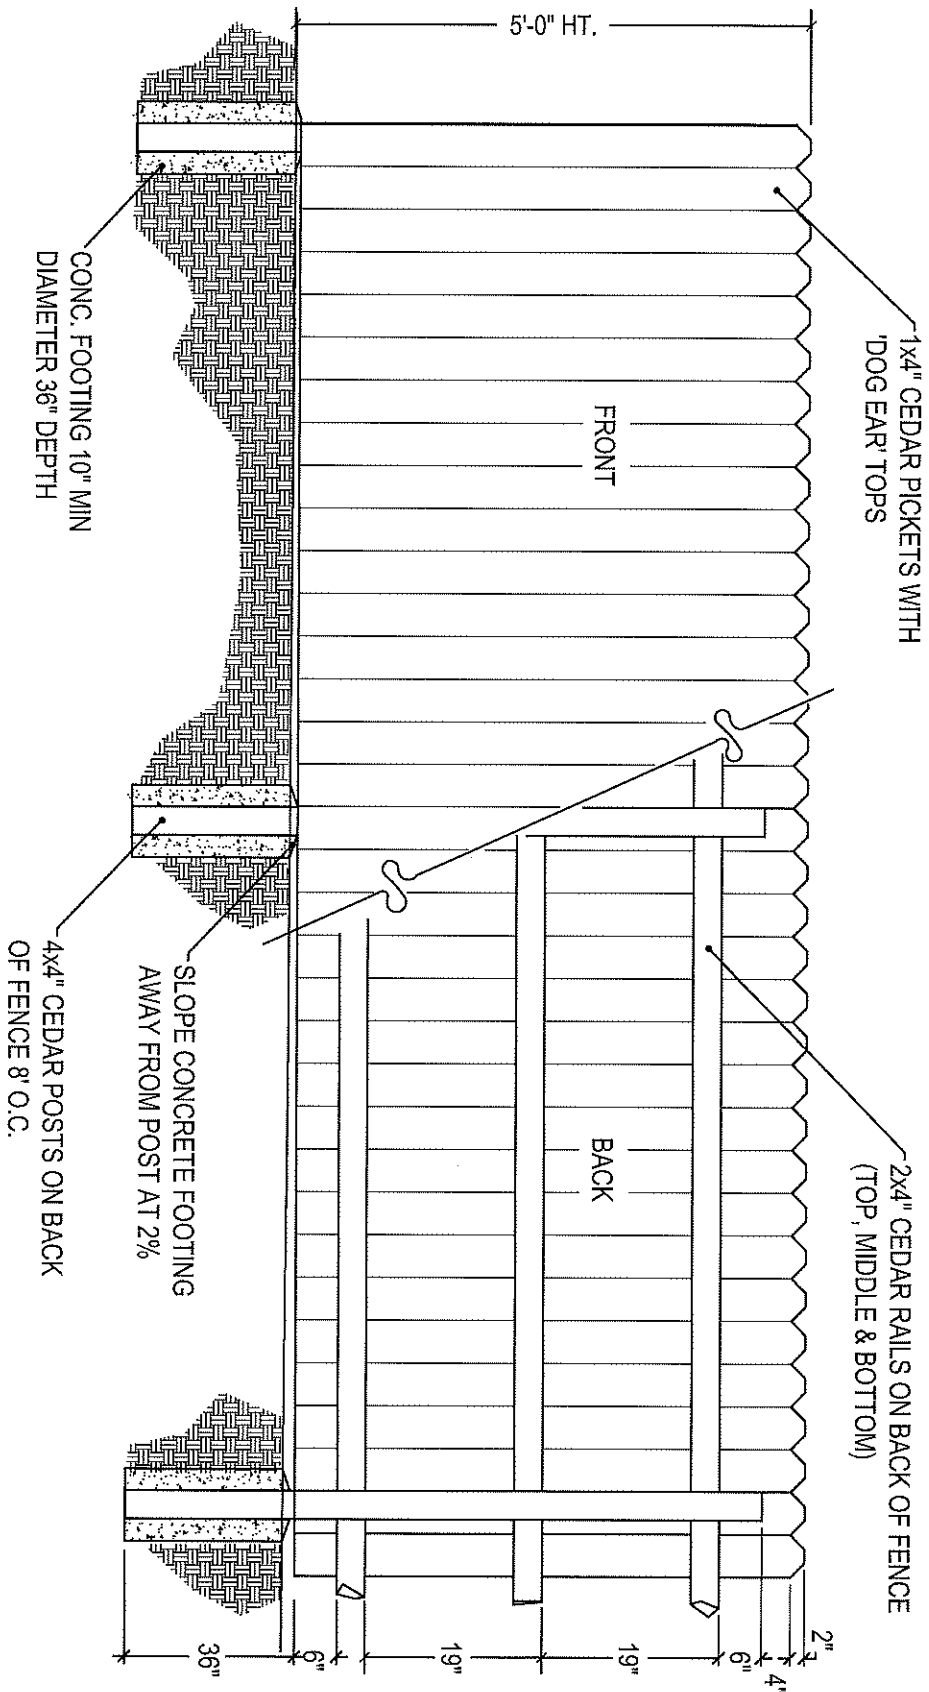 1x4" CEDAR PICKETS WITH
'DOG EAR' TOPS
2x4" CEDAR RAILS ON BACK OF FENCE
(TOP, MIDDLE & BOTTOM)
5'-0" HT.
FRONT
BACK
2"
4"
6"
19"
19"
6"
36"
CONC. FOOTING 10" MIN
DIAMETER 36" DEPTH
SLOPE CONCRETE FOOTING
AWAY FROM POST AT 2%
4x4" CEDAR POSTS ON BACK
OF FENCE 8' O.C.